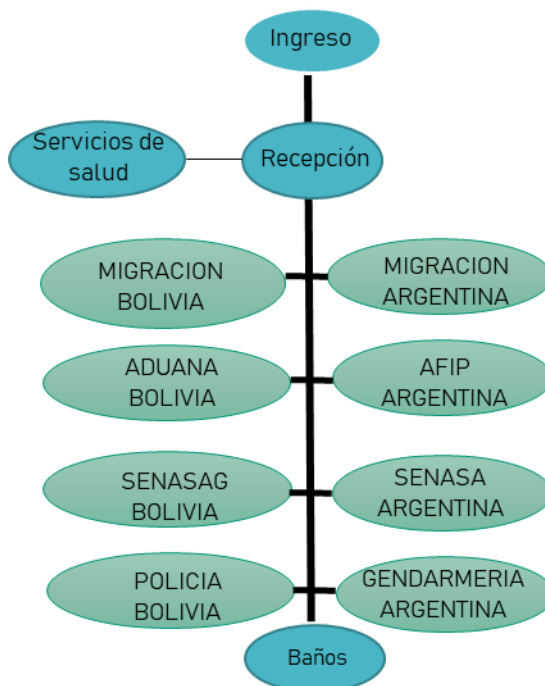 Ingreso
Servicios de
salud
Recepción
MIGRACION
BOLIVIA
MIGRACION
ARGENTINA
ADUANA
BOLIVIA
AFIP
ARGENTINA
SENASAG
BOLIVIA
SENASA
ARGENTINA
POLICIA
BOLIVIA
GENDARMERIA
ARGENTINA
Baños